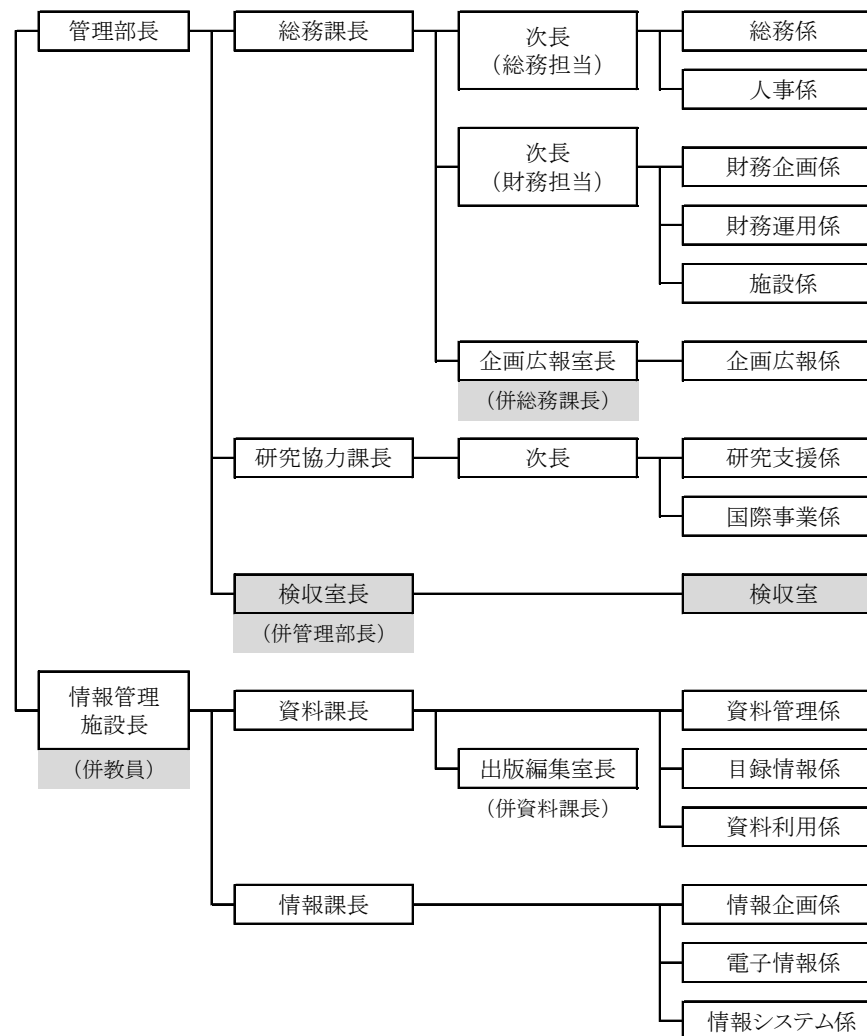 管理部長
総務課長
次長
（総務担当）
総務係
人事係
次長
（財務担当）
財務企画係
財務運用係
施設係
企画広報室長
（併総務課長）
企画広報係
研究協力課長
次長
研究支援係
国際事業係
検収室長
（併管理部長）
検収室
情報管理
施設長
（併教員）
資料課長
資料管理係
出版編集室長
（併資料課長）
目録情報係
資料利用係
情報課長
情報企画係
電子情報係
情報システム係